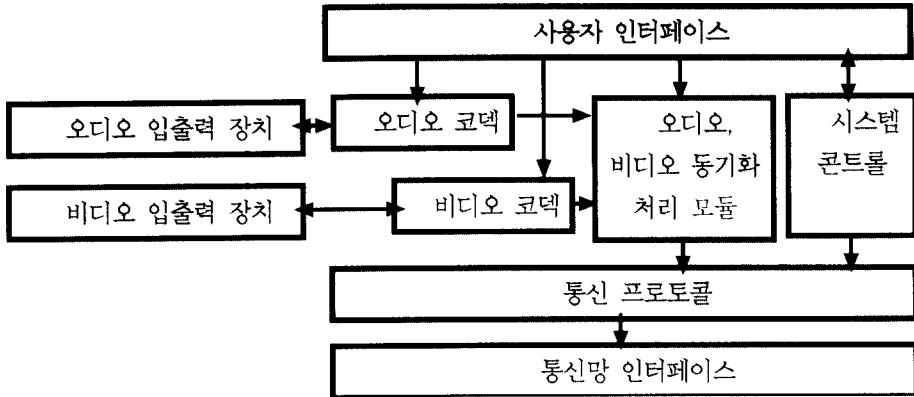 사용자 인터페이스
오디오 입출력 장치
오디오 코덱
오디오,
비디오 동기화
처리 모듈
시스템
콘트롤
비디오 입출력 장치
비디오 코덱
통신 프로토콜
통신망 인터페이스